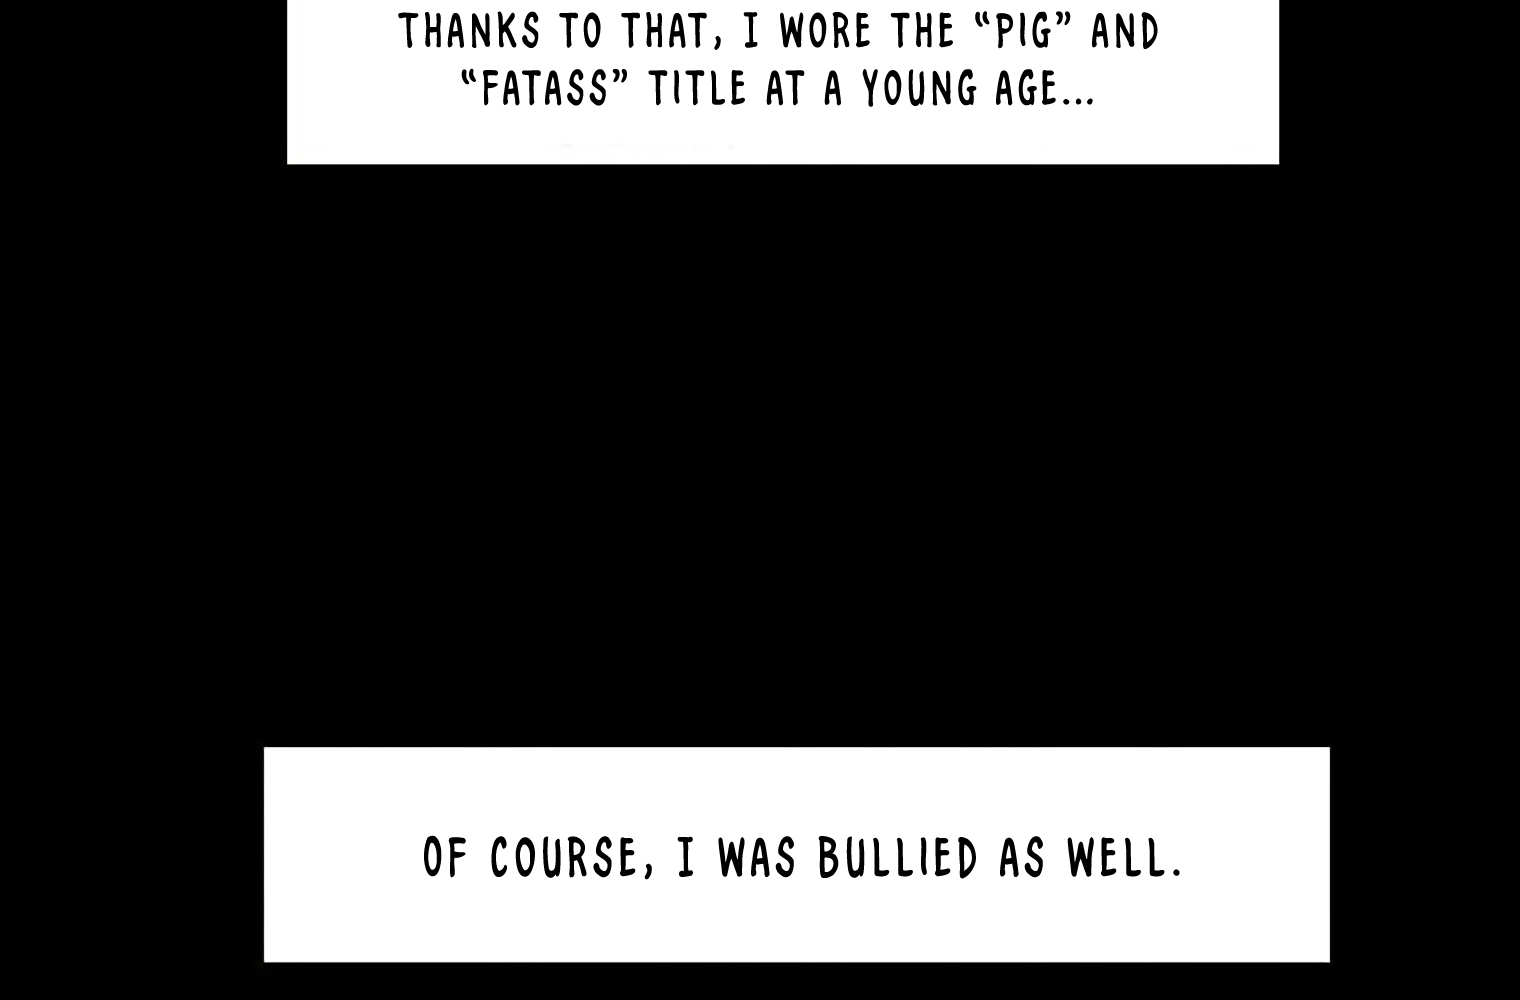 THANKS TO THAT, I WORE THE “PIG” AND
“FATASS” TITLE AT A YOUNG AGE...
OF COURSE, I WAS BULLIED AS WELL.